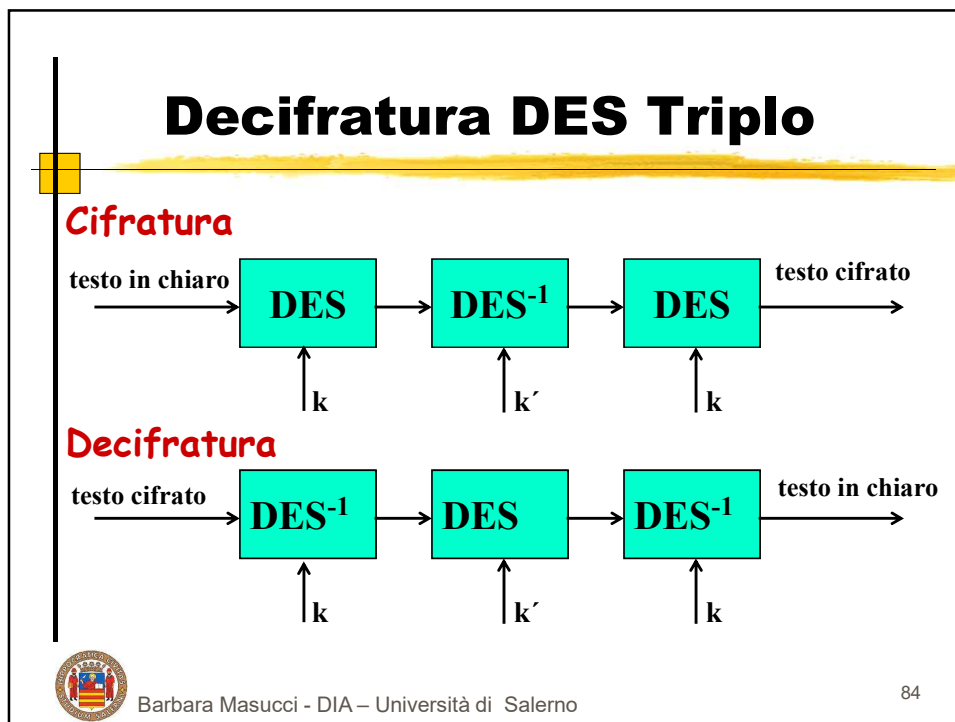 Decifratura DES Triplo
Cifratura
testo in chiaro
DES
DES-1
DES
testo cifrato
k
k´
k
Decifratura
testo cifrato
DES-1
DES
DES-1
testo in chiaro
k
k´
k
Barbara Masucci - DIA – Università di Salerno
84